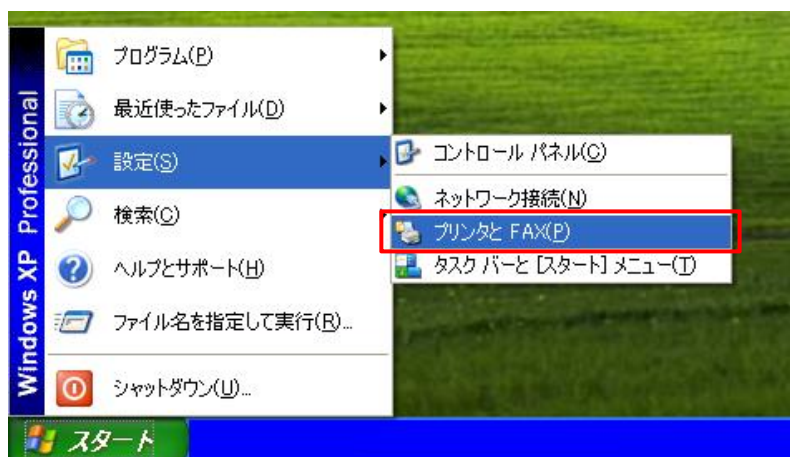 Windows XP Professional
プログラム(P)
最近使ったファイル(D)
設定(S)
検索(C)
ヘルプとサポート(H)
ファイル名を指定して実行(R)...
シャットダウン(U)...
コントロール パネル(C)
ネットワーク接続(N)
プリンタと FAX(P)
タスク バーと [スタート] メニュー(T)
スタート